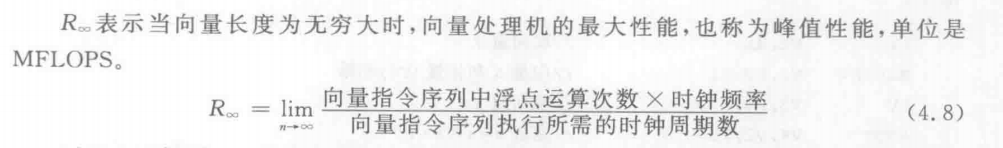 R∞表示当向量长度为无穷大时,向量处理机的最大性能,也称为峰值性能,单位是
MFLOPS。
R∞ = lim n→∞ 向量指令序列中浮点运算次数×时钟频率 / 向量指令序列执行所需的时钟周期数 (4.8)